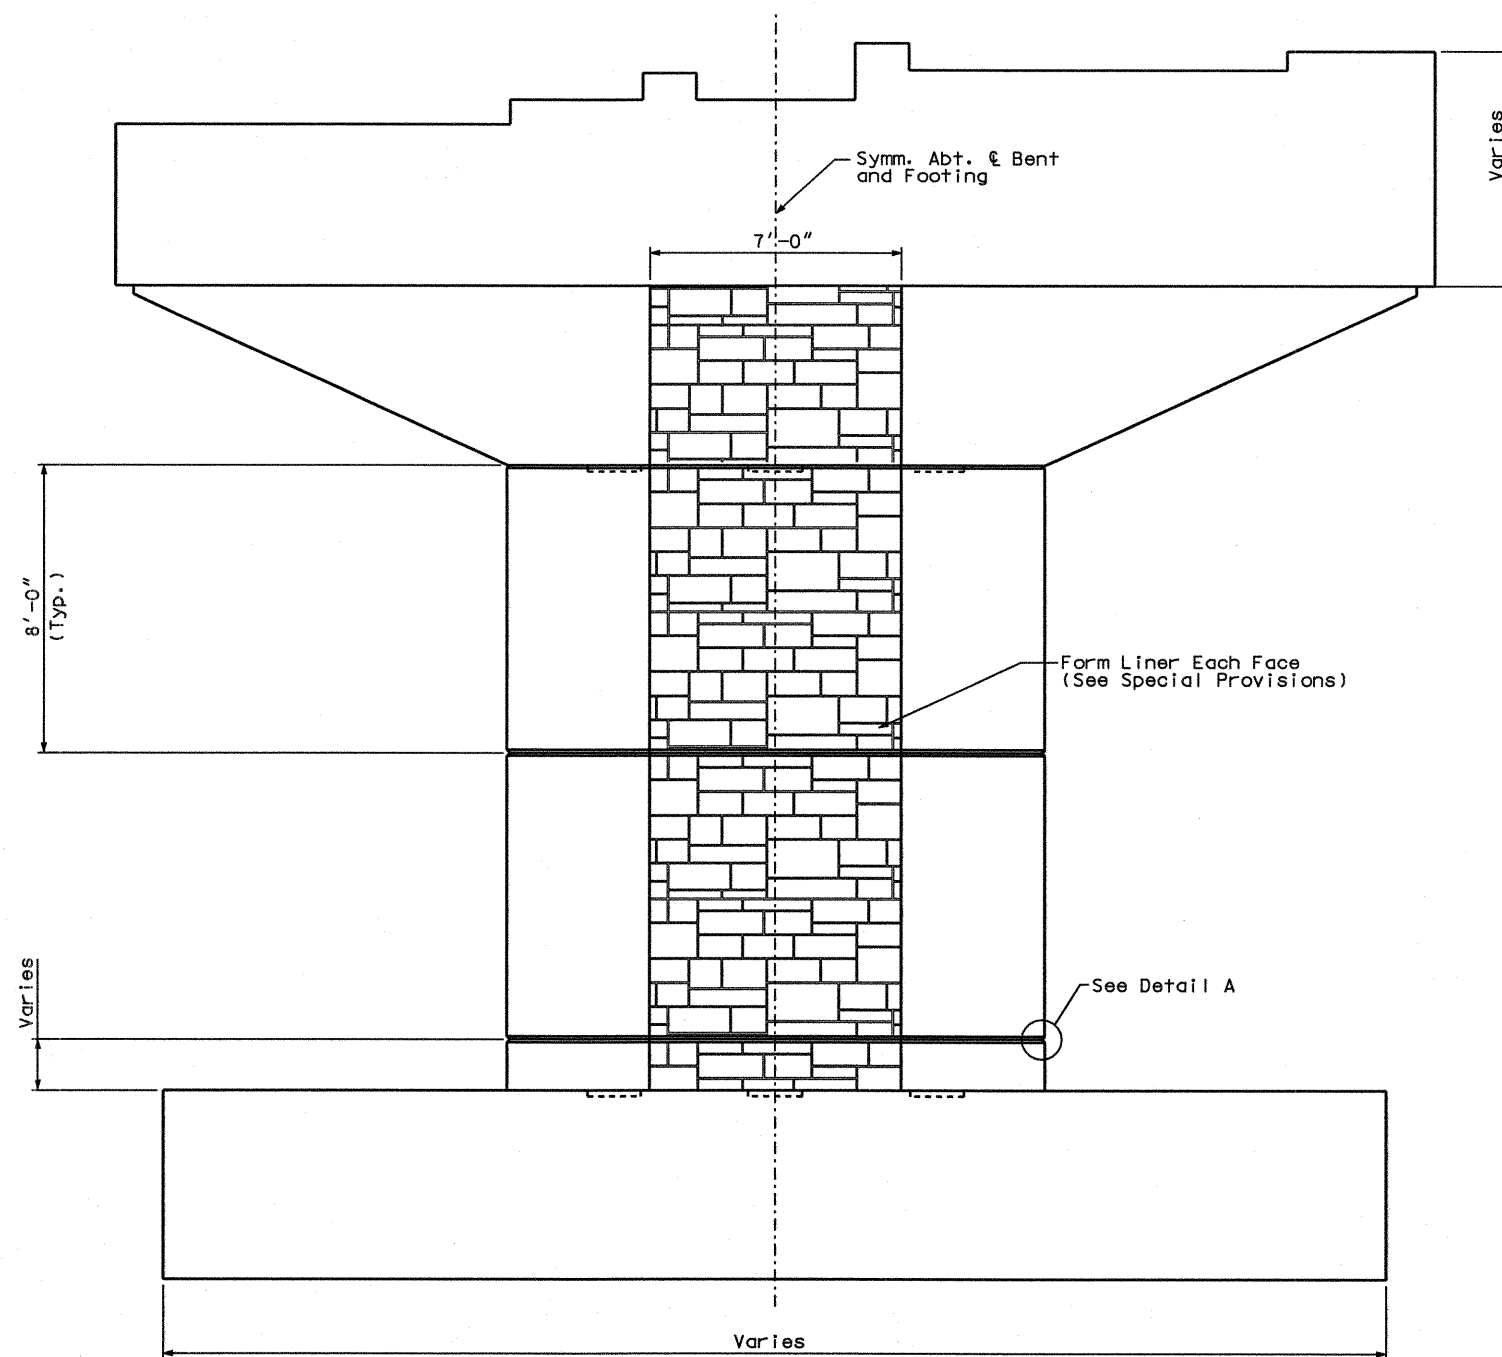 Varies
Symm. Abt. ℄ Bent
and Footing
7'-0"
8'-0"
(Typ.)
Form Liner Each Face
(See Special Provisions)
Varies
See Detail A
Varies